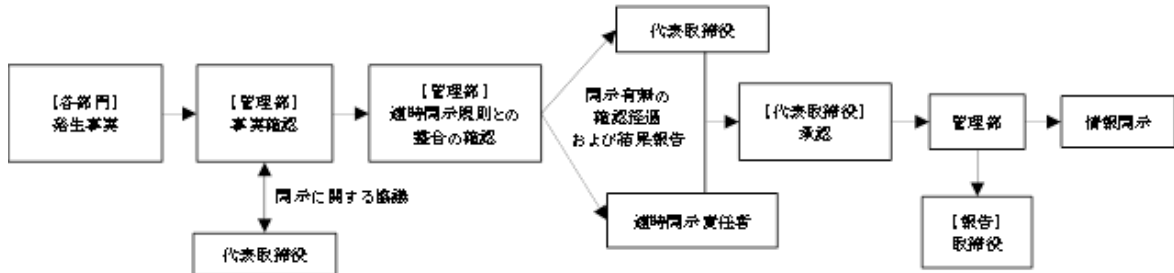 代表取締役
[各部門]
発生事実
[管理部]
事実確認
[管理部]
適時開示規則との
整合の確認
開示有無の
確認経過
および結果報告
[代表取締役]
承認
管理部
情報開示
開示に関する協議
代表取締役
適時開示責任者
[報告]
取締役